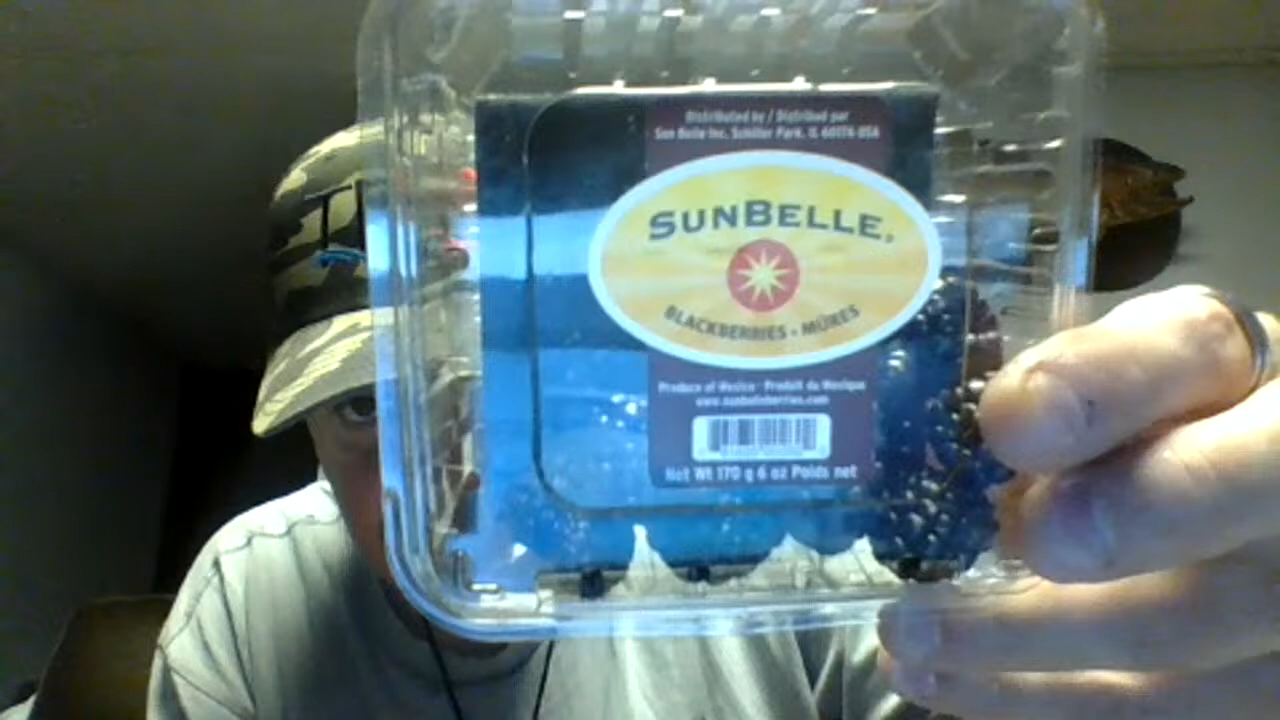 Distributed by / Distribué par
Sun Belle Inc. Schiller Park, IL 60176 USA
SUNBELLE®
BLACKBERRIES • MÛRES
Produce of Mexico · Produit du Mexique
www.sunbelleberries.com
Net Wt 170 g 6 oz Poids net